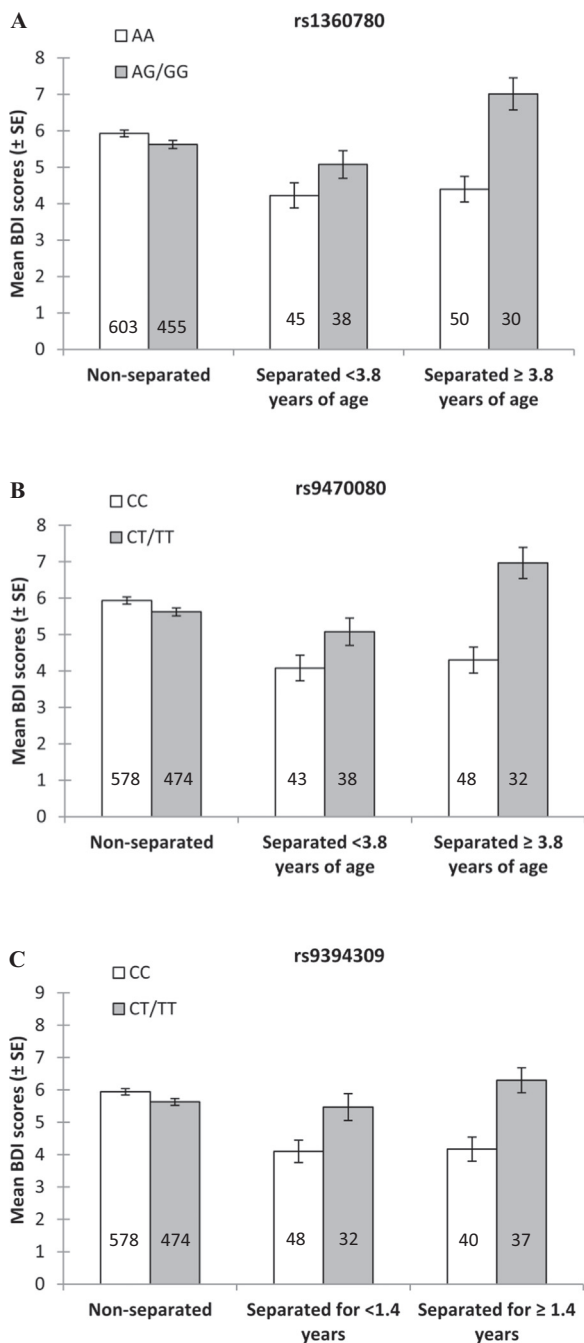 A
rs1360780
AA
AG/GG
Mean BDI scores (± SE)
8
7
6
5
4
3
2
1
0
603
455
45
38
50
30
Non-separated
Separated <3.8
years of age
Separated ≥ 3.8
years of age
B
rs9470080
CC
CT/TT
Mean BDI scores (± SE)
8
7
6
5
4
3
2
1
0
578
474
43
38
48
32
Non-separated
Separated <3.8
years of age
Separated ≥ 3.8
years of age
C
rs9394309
CC
CT/TT
Mean BDI scores (± SE)
9
8
7
6
5
4
3
2
1
0
578
474
48
32
40
37
Non-separated
Separated for <1.4
years
Separated for ≥ 1.4
years